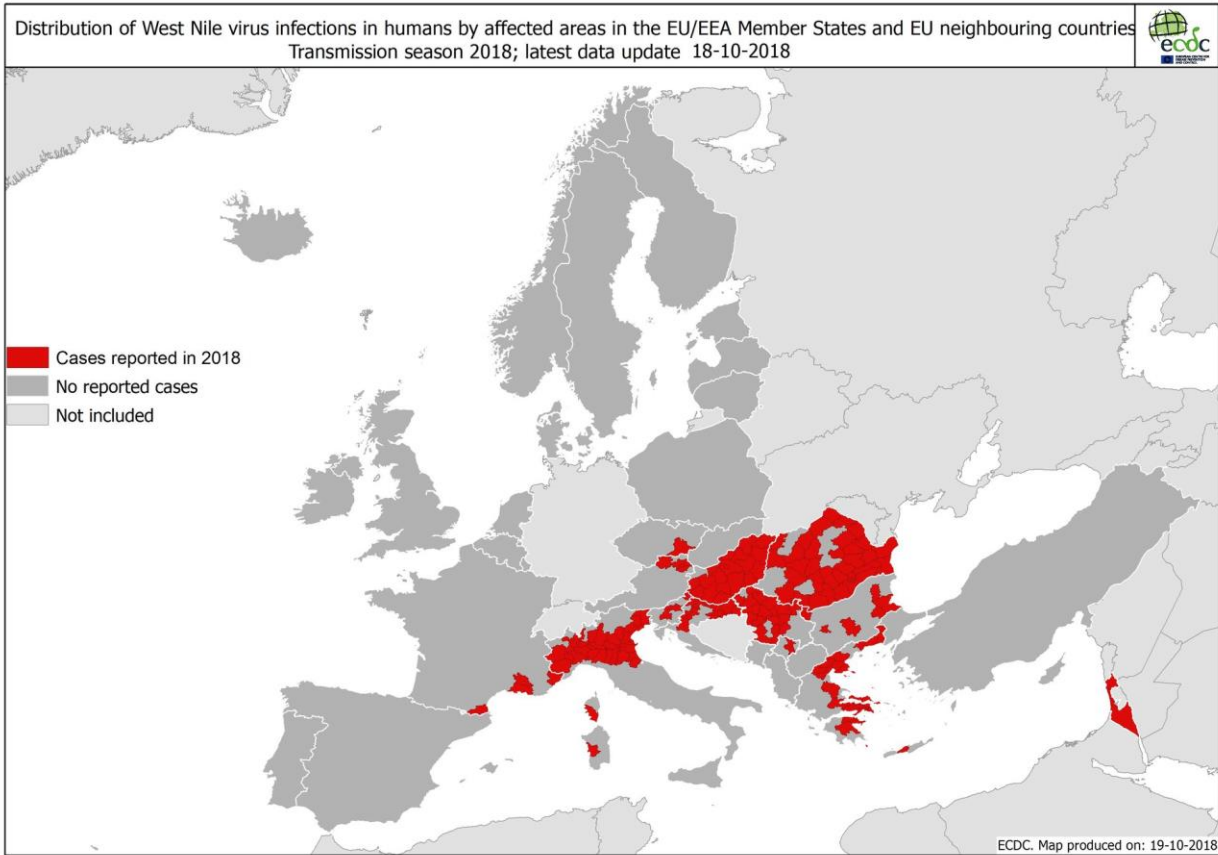 Distribution of West Nile virus infections in humans by affected areas in the EU/EEA Member States and EU neighbouring countries
Transmission season 2018; latest data update 18-10-2018
ecdc
Cases reported in 2018
No reported cases
Not included
ECDC. Map produced on: 19-10-2018